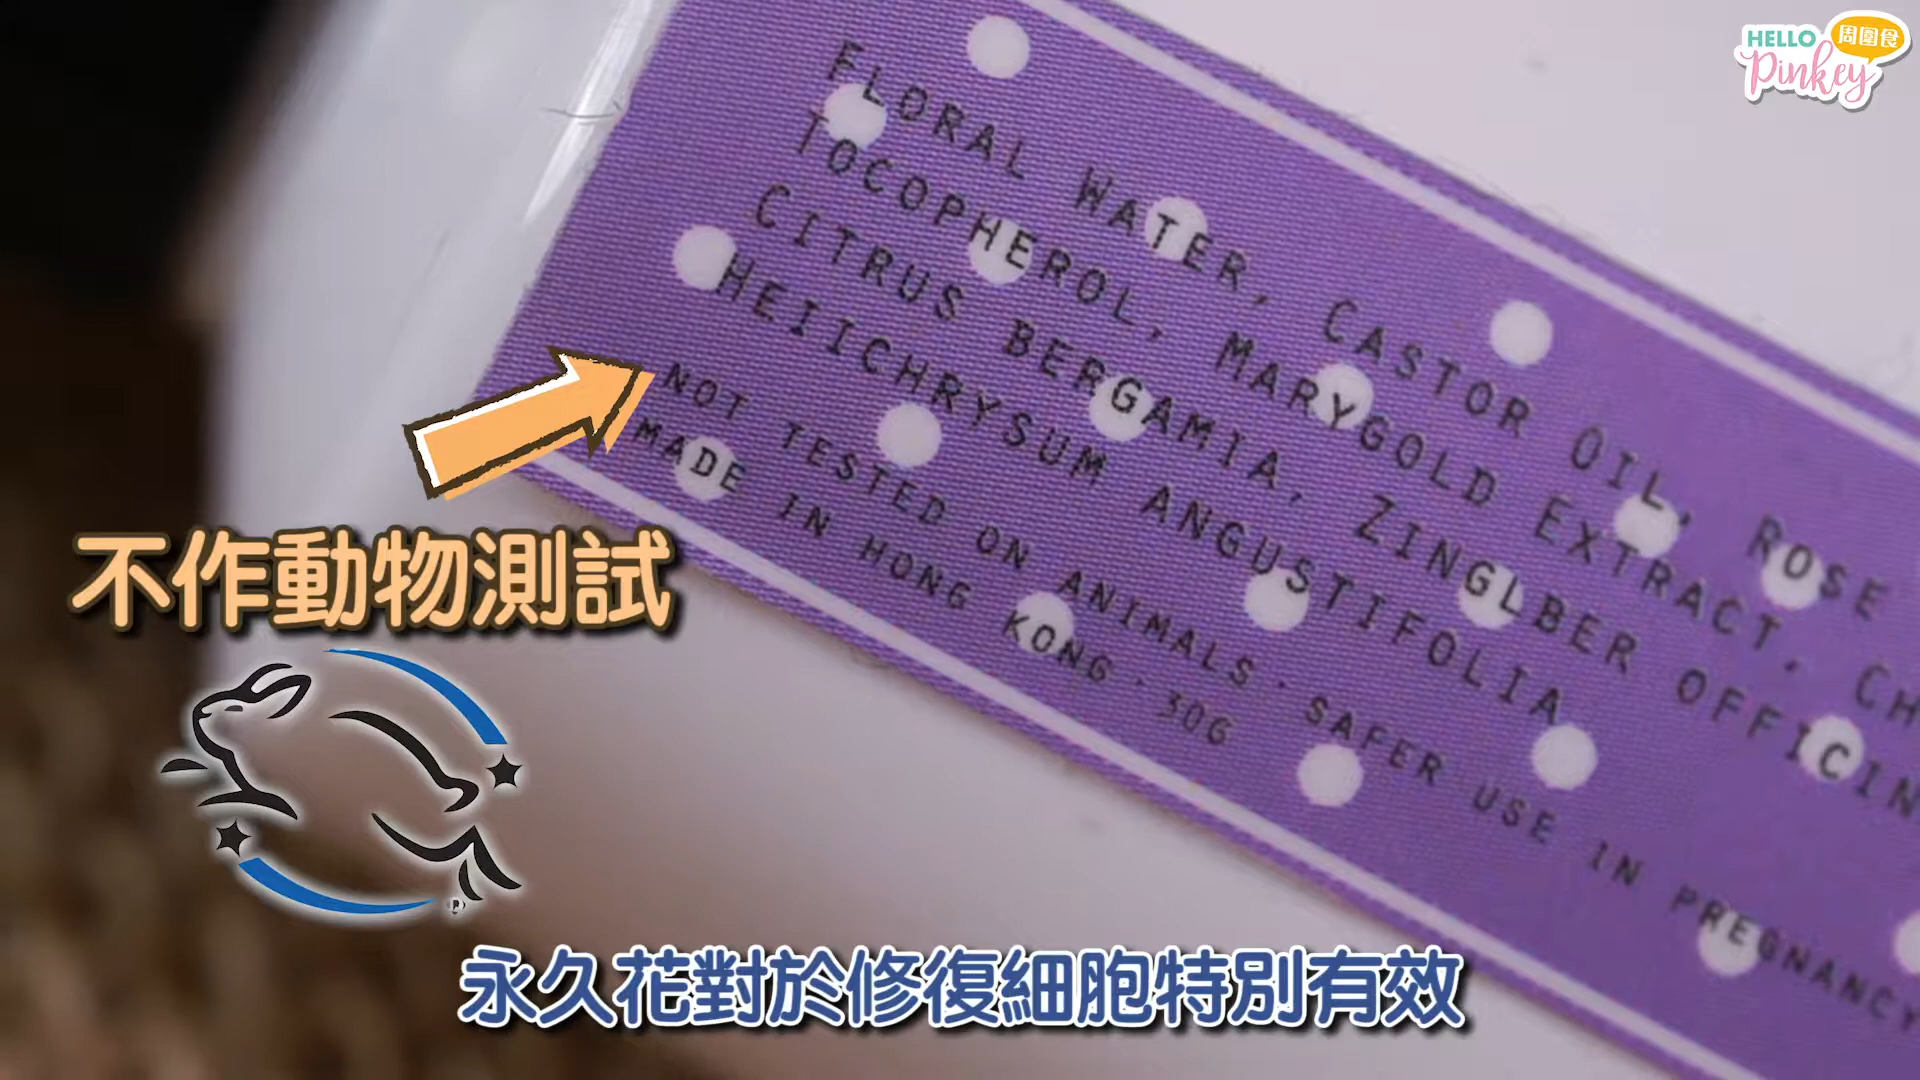 HELLO 周圍食
Pinkey
FLORAL WATER, CASTOR OIL, ROSE
TOCOPHEROL, MARYGOLD EXTRACT, CH
CITRUS BERGAMIA, ZINGLBER OFFICIN
HEIICHRYSUM ANGUSTIFOLIA
NOT TESTED ON ANIMALS · SAFER USE IN PREGNANCY
MADE IN HONG KONG · 30G
不作動物測試
永久花對於修復細胞特別有效